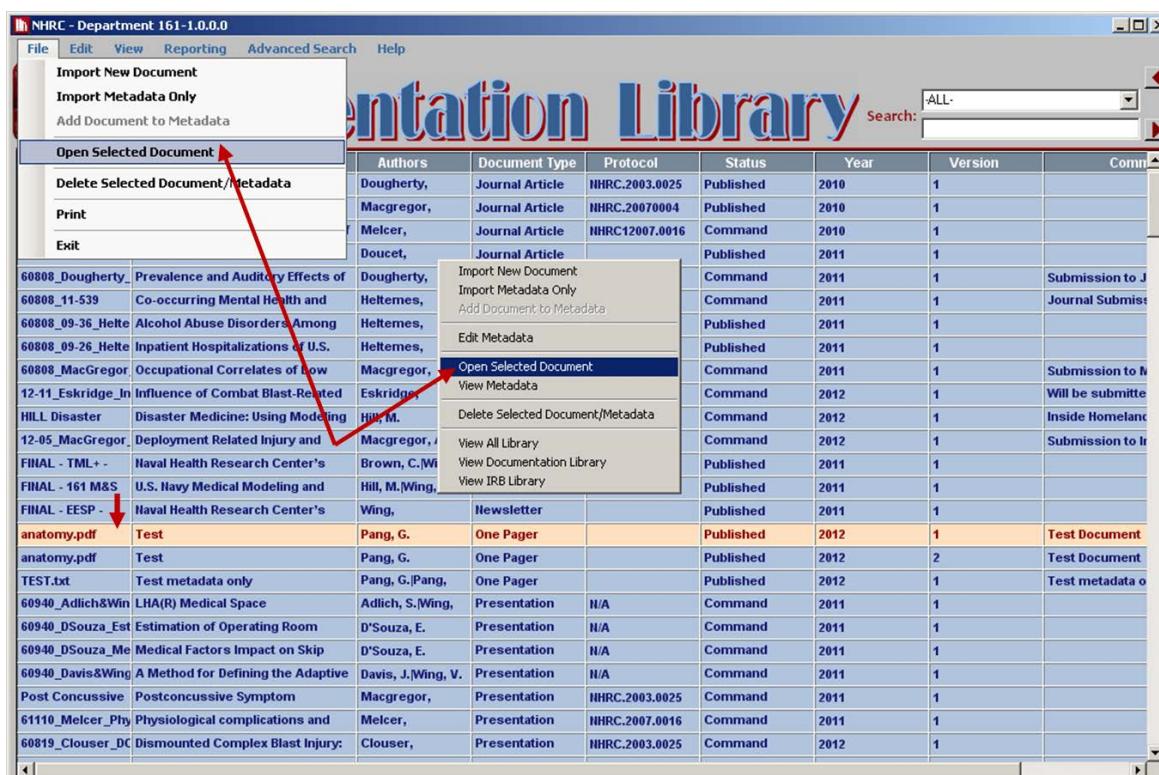 NHRC - Department 161-1.0.0.0
File Edit View Reporting Advanced Search Help
Import New Document
Import Metadata Only
Add Document to Metadata
Open Selected Document
Delete Selected Document/Metadata
Print
Exit
entation Library
Search:
-ALL-
Authors Document Type Protocol Status Year Version Comm
Dougherty, Journal Article NHRC.2003.0025 Published 2010 1
Macgregor, Journal Article NHRC.20070004 Published 2010 1
Melcer, Journal Article NHRC12007.0016 Command 2010 1
Doucet, Journal Article Published 2011 1
60808_Dougherty_ Prevalence and Auditory Effects of Dougherty, Command 2011 1 Submission to J
60808_11-539 Co-occurring Mental Health and Heltemes, Command 2011 1 Journal Submiss
60808_09-36_Helte Alcohol Abuse Disorders Among Heltemes, Published 2011 1
60808_09-26_Helte Inpatient Hospitalizations of U.S. Heltemes, Published 2011 1
60808_MacGregor_ Occupational Correlates of Low Macgregor, Command 2011 1 Submission to M
12-11_Eskridge_In Influence of Combat Blast-Related Eskridge, Command 2012 1 Will be submitte
HILL Disaster Disaster Medicine: Using Modeling Hill, M. Command 2012 1 Inside Homeland
12-05_MacGregor_ Deployment Related Injury and Macgregor, Command 2012 1 Submission to
FINAL - TML+ - Naval Health Research Center's Brown, C.|Wi Published 2011 1
FINAL - 161 M&S U.S. Navy Medical Modeling and Hill, M.|Wing, Published 2011 1
FINAL - EESP - Naval Health Research Center's Wing, Newsletter Published 2011 1
anatomy.pdf Test Pang, G. One Pager Published 2012 1 Test Document
anatomy.pdf Test Pang, G. One Pager Published 2012 2 Test Document
TEST.txt Test metadata only Pang, G.|Pang, One Pager Published 2012 1 Test metadata o
60940_Adlich&Win LHA(R) Medical Space Adlich, S.|Wing, Presentation N/A Command 2011 1
60940_DSouza_Est Estimation of Operating Room D'Souza, E. Presentation N/A Command 2011 1
60940_DSouza_Me Medical Factors Impact on Skip D'Souza, E. Presentation N/A Command 2011 1
60940_Davis&Wing A Method for Defining the Adaptive Davis, J.|Wing, V. Presentation N/A Command 2011 1
Post Concussive Postconcussive Symptom Macgregor, Presentation NHRC.2003.0025 Command 2011 1
61110_Melcer_Phy Physiological complications and Melcer, Presentation NHRC.2007.0016 Command 2011 1
60819_Clouser_DC Dismounted Complex Blast Injury: Clouser, Presentation NHRC.2003.0025 Command 2012 1
Import New Document
Import Metadata Only
Add Document to Metadata
Edit Metadata
Open Selected Document
View Metadata
Delete Selected Document/Metadata
View All Library
View Documentation Library
View IRB Library